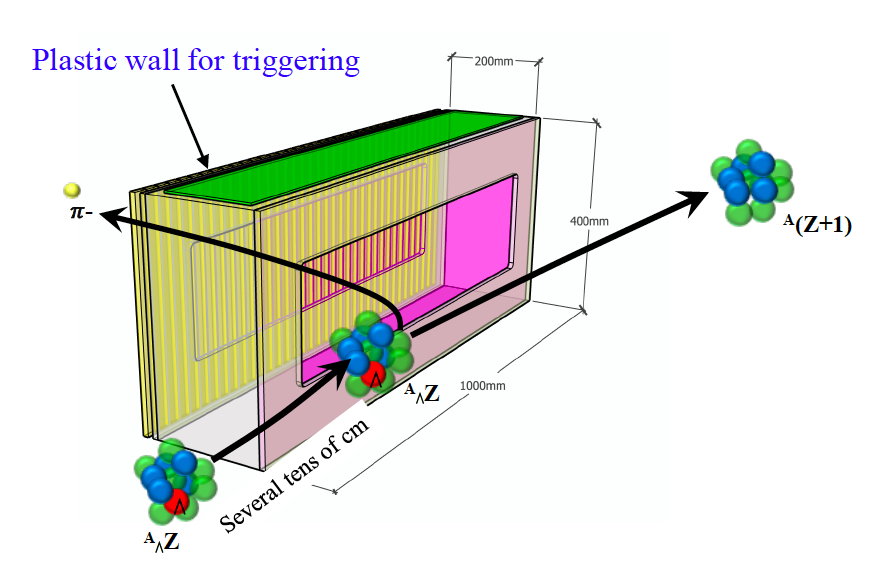 Plastic wall for triggering
200mm
400mm
π-
A(Z+1)
1000mm
Λ
AΛZ
Several tens of cm
Λ
AΛZ